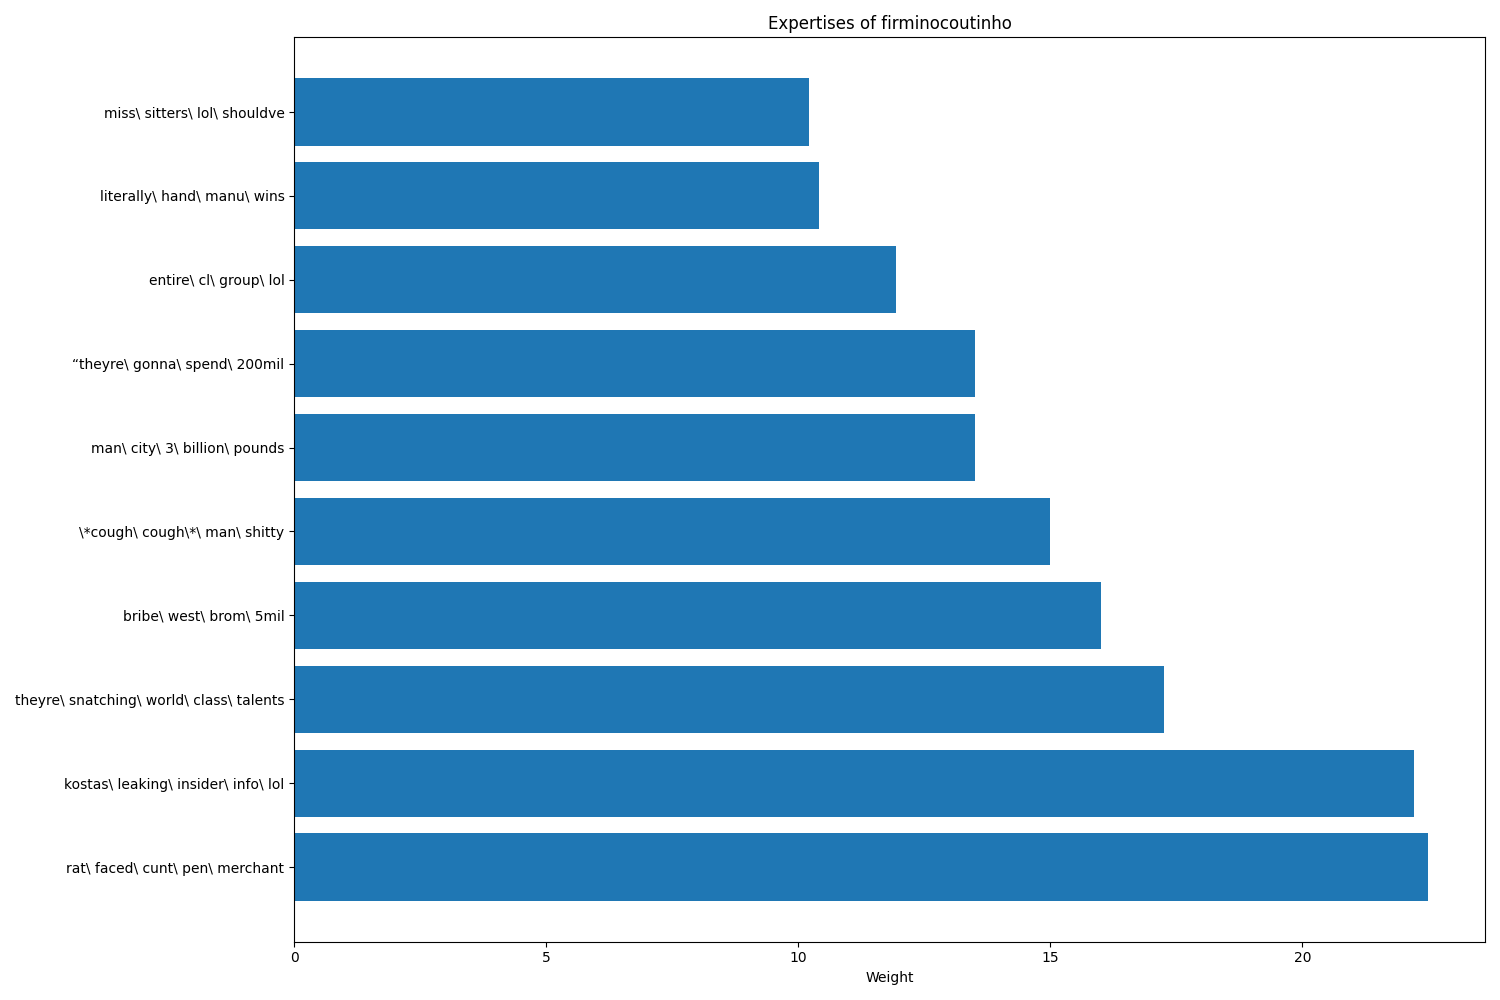 Expertises of firminocoutinho
miss\ sitters\ lol\ shouldve
literally\ hand\ manu\ wins
entire\ cl\ group\ lol
“theyre\ gonna\ spend\ 200mil
man\ city\ 3\ billion\ pounds
\*cough\ cough\*\ man\ shitty
bribe\ west\ brom\ 5mil
theyre\ snatching\ world\ class\ talents
kostas\ leaking\ insider\ info\ lol
rat\ faced\ cunt\ pen\ merchant
0 5 10 15 20
Weight